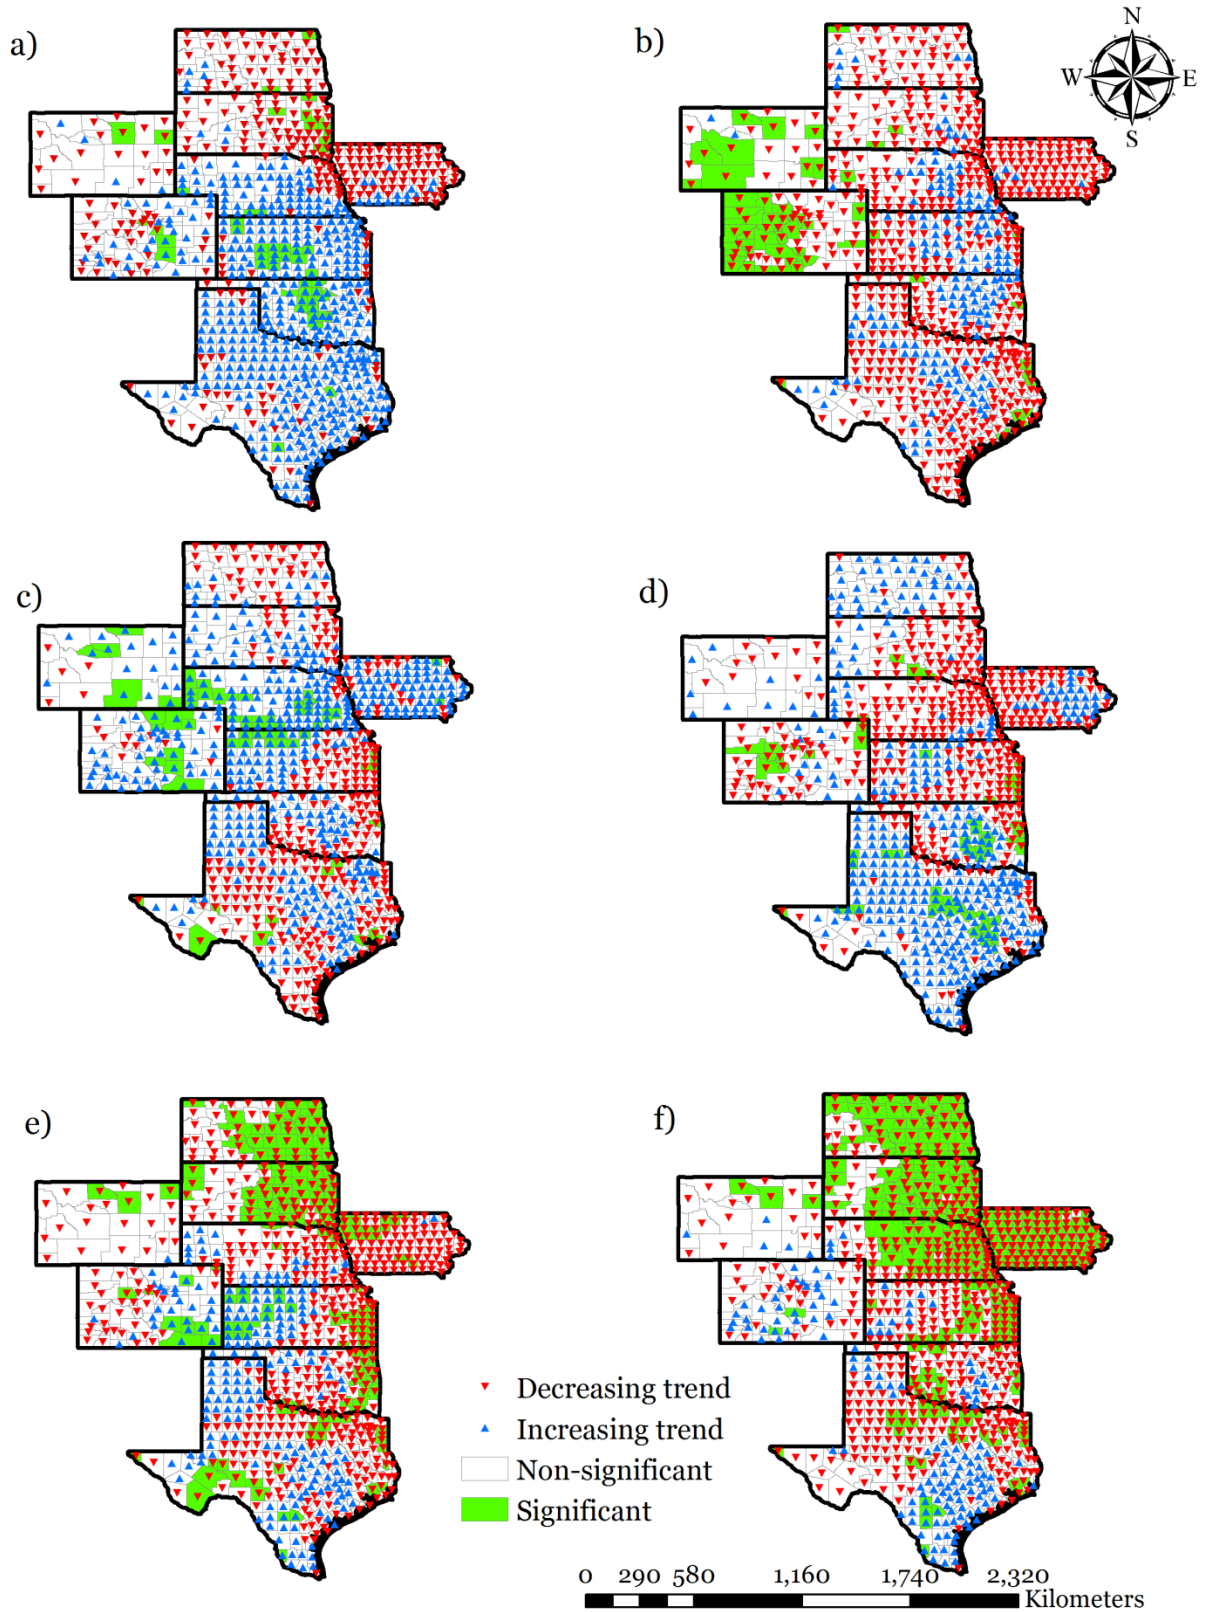 a)
b)
N
W
E
S
c)
d)
e)
f)
Decreasing trend
Increasing trend
Non-significant
Significant
0 290 580 1,160 1,740 2,320
Kilometers